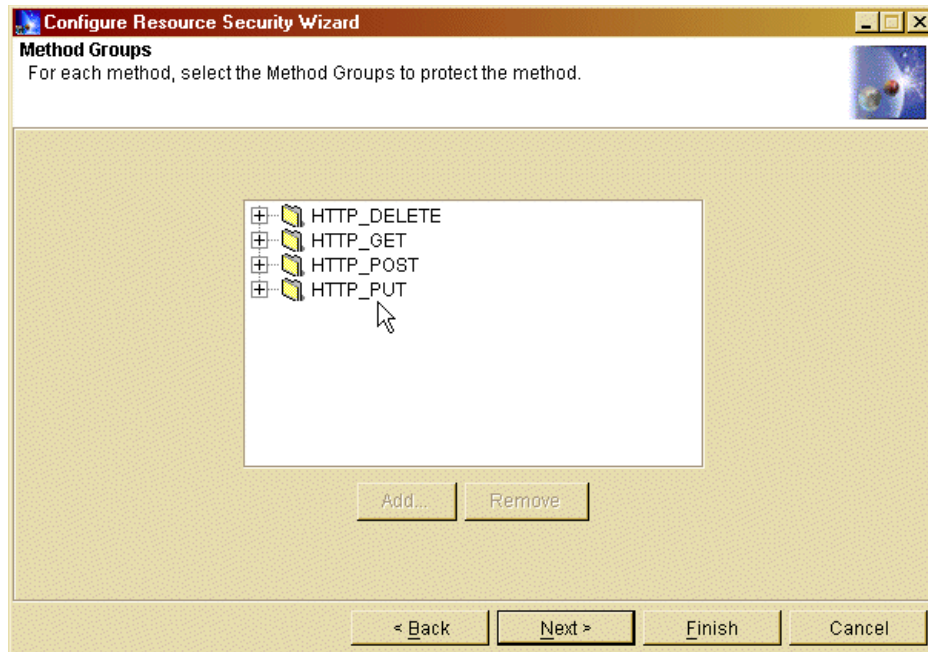 Configure Resource Security Wizard
Method Groups
For each method, select the Method Groups to protect the method.
HTTP_DELETE
HTTP_GET
HTTP_POST
HTTP_PUT
Add... Remove
< Back Next > Finish Cancel